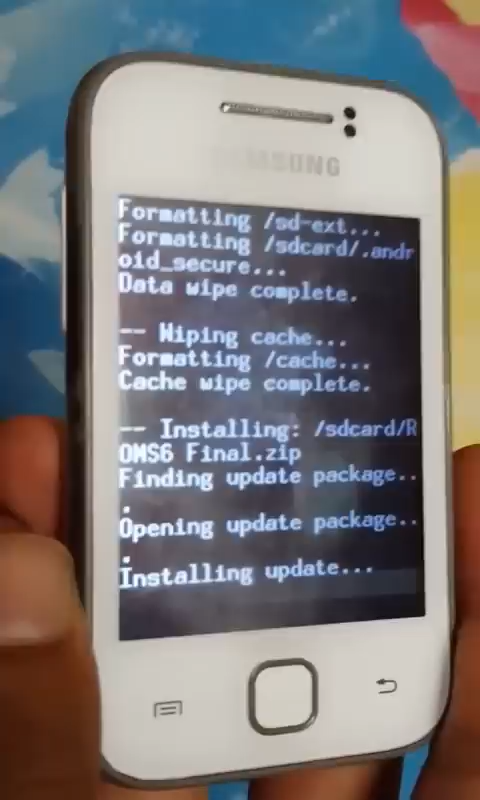 SAMSUNG
Formatting /sd-ext...
Formatting /sdcard/.andr
oid_secure...
Data wipe complete.
-- Wiping cache...
Formatting /cache...
Cache wipe complete.
-- Installing: /sdcard/R
OMS6 Final.zip
Finding update package..
.
Opening update package..
.
Installing update...